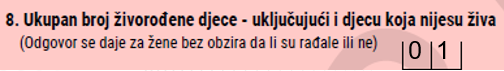 8. Ukupan broj živorođene djece - uključujući i djecu koja nijesu živa
(Odgovor se daje za žene bez obzira da li su rađale ili ne) 0 1